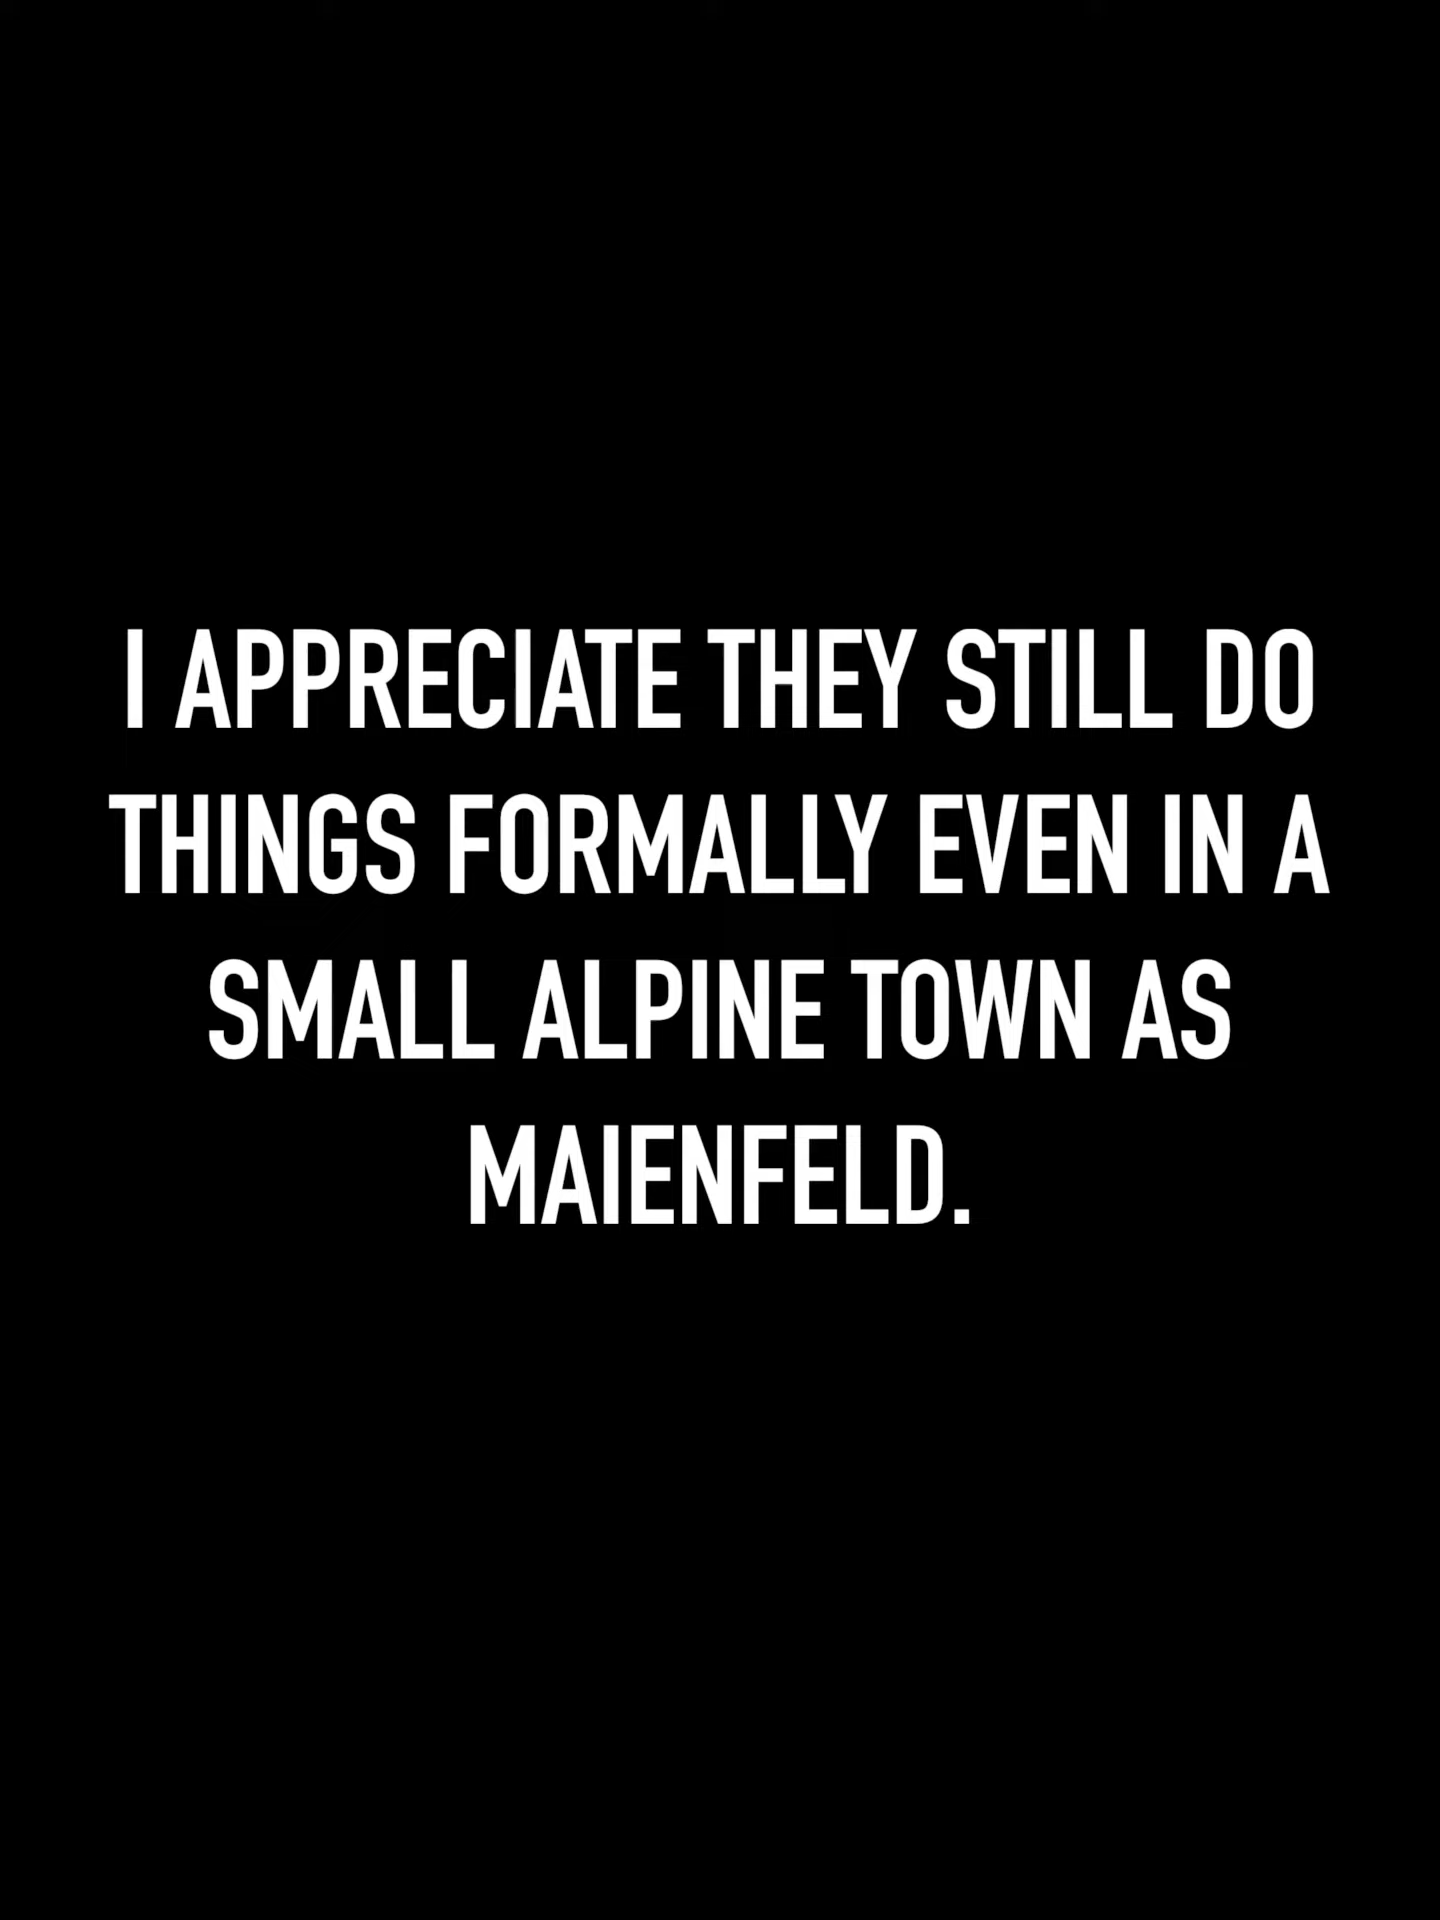 I APPRECIATE THEY STILL DO
THINGS FORMALLY EVEN IN A
SMALL ALPINE TOWN AS
MAIENFELD.